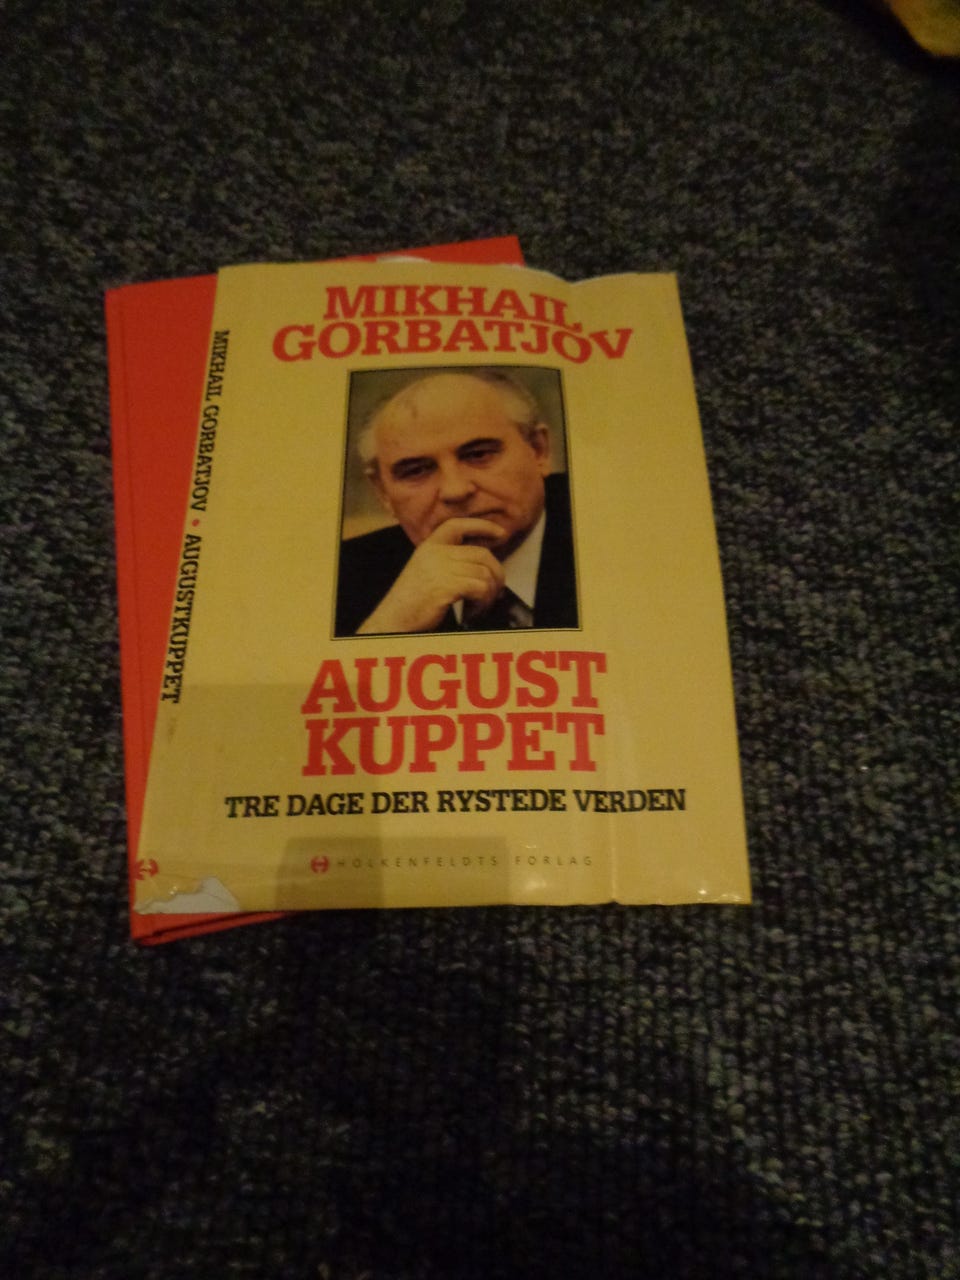 MIKHAIL
GORBATJOV
AUGUST
KUPPET
TRE DAGE DER RYSTEDE VERDEN
HOLKENFELDTS FORLAG
MIKHAIL GORBATJOV • AUGUSTKUPPET